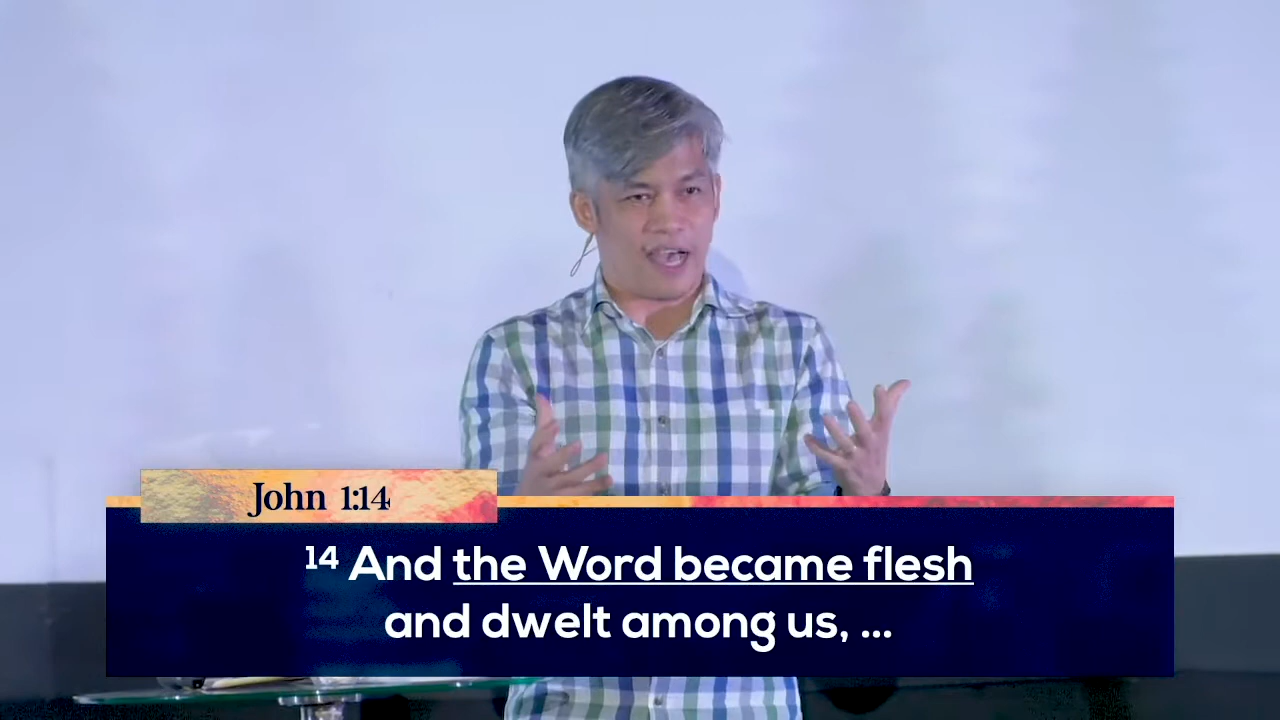 John 1:14
14 And the Word became flesh
and dwelt among us, ...